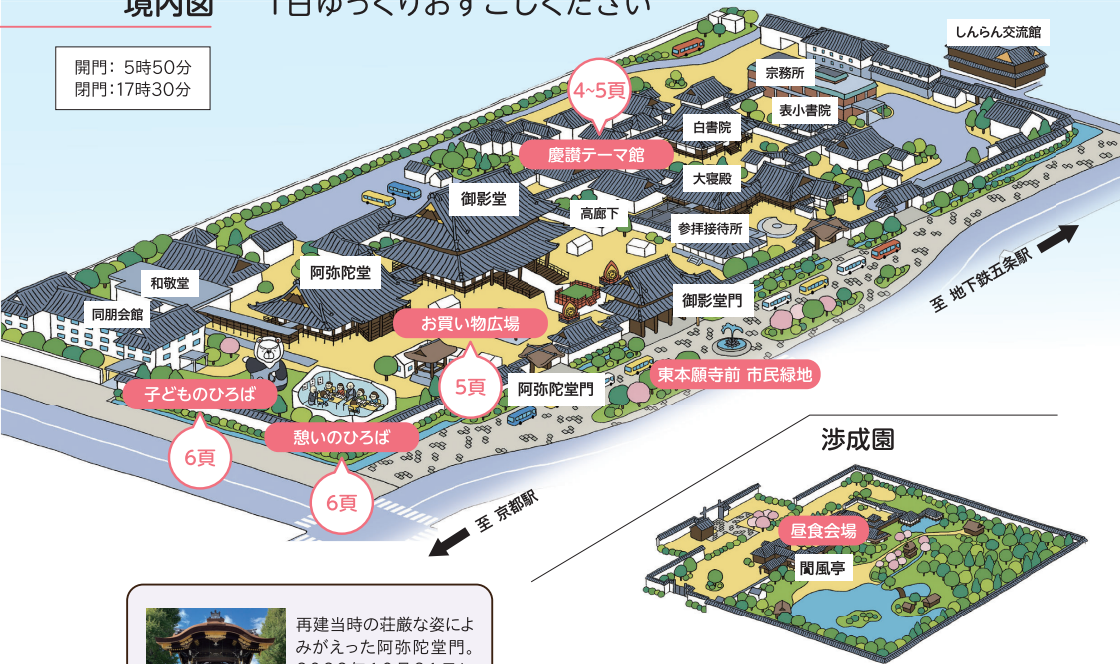 境内図
1日ゆっくりおすごしください
開門：5時50分
閉門：17時30分
しんらん交流館
宗務所
表小書院
4~5頁
白書院
慶讃テーマ館
大寝殿
御影堂
高廊下
参拝接待所
阿弥陀堂
和敬堂
同朋会館
御影堂門
至 地下鉄五条駅
お買い物広場
5頁
東本願寺前 市民緑地
阿弥陀堂門
子どものひろば
6頁
憩いのひろば
6頁
至 京都駅
渉成園
昼食会場
閬風亭
再建当時の荘厳な姿によ
みがえった阿弥陀堂門。